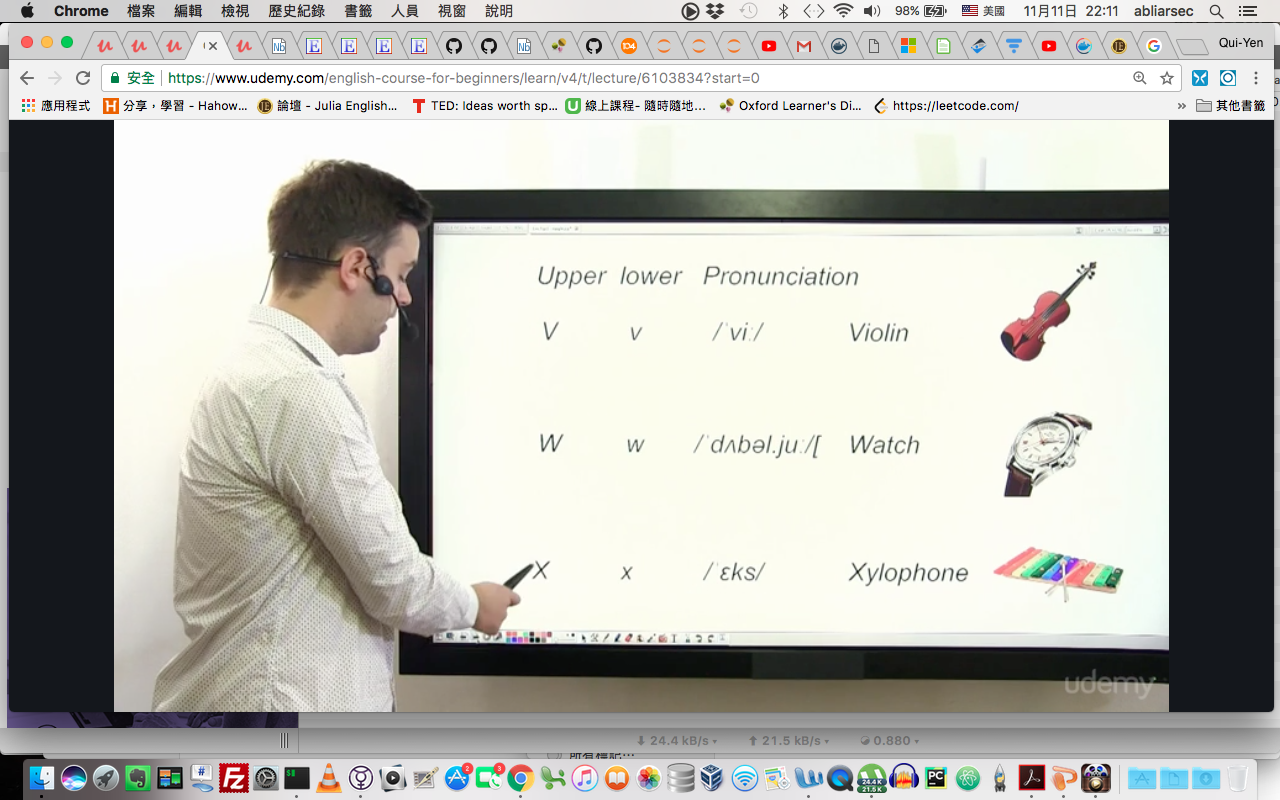 Chrome 檔案 編輯 檢視 歷史紀錄 書籤 人員 視窗 說明 98% 美國 11月11日 22:11 abliarsec
Qui-Yen
安全 https://www.udemy.com/english-course-for-beginners/learn/v4/t/lecture/6103834?start=0
應用程式 分享，學習 - Hahow... 論壇 - Julia English... TED: Ideas worth sp... 線上課程- 隨時隨地... Oxford Learner's Di... https://leetcode.com/ » 其他書籤
Upper lower Pronunciation
V v /ˈviː/ Violin
W w /ˈdʌbəl.juː/[ Watch
X x /ˈɛks/ Xylophone
udemy
24.4 kB/s 21.5 kB/s 0.880